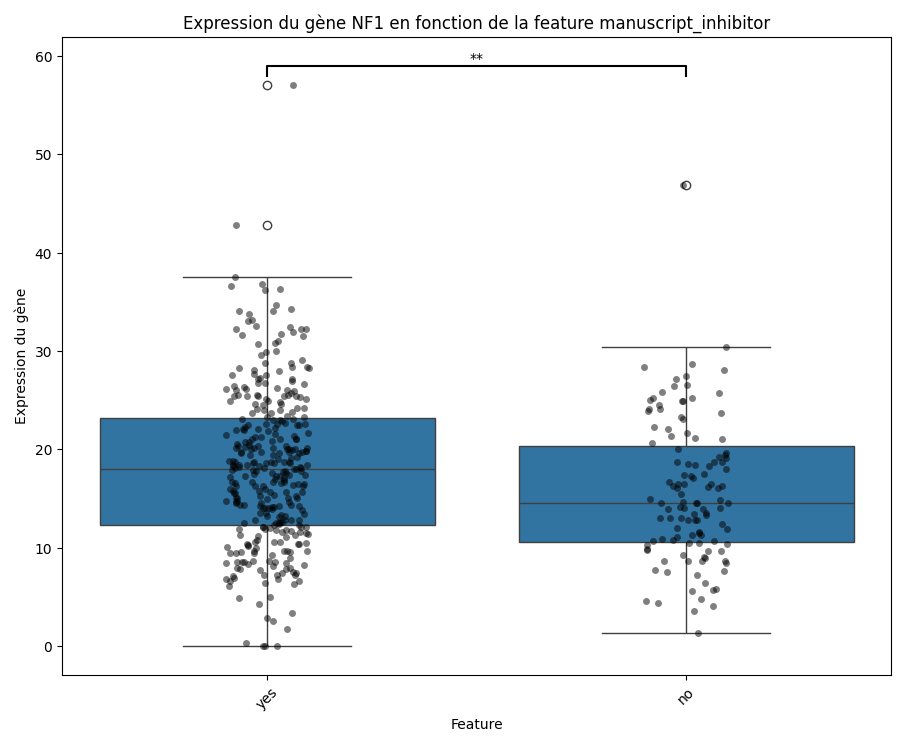 Expression du gène NF1 en fonction de la feature manuscript_inhibitor
**
60
50
40
30
20
10
0
Expression du gène
yes
no
Feature